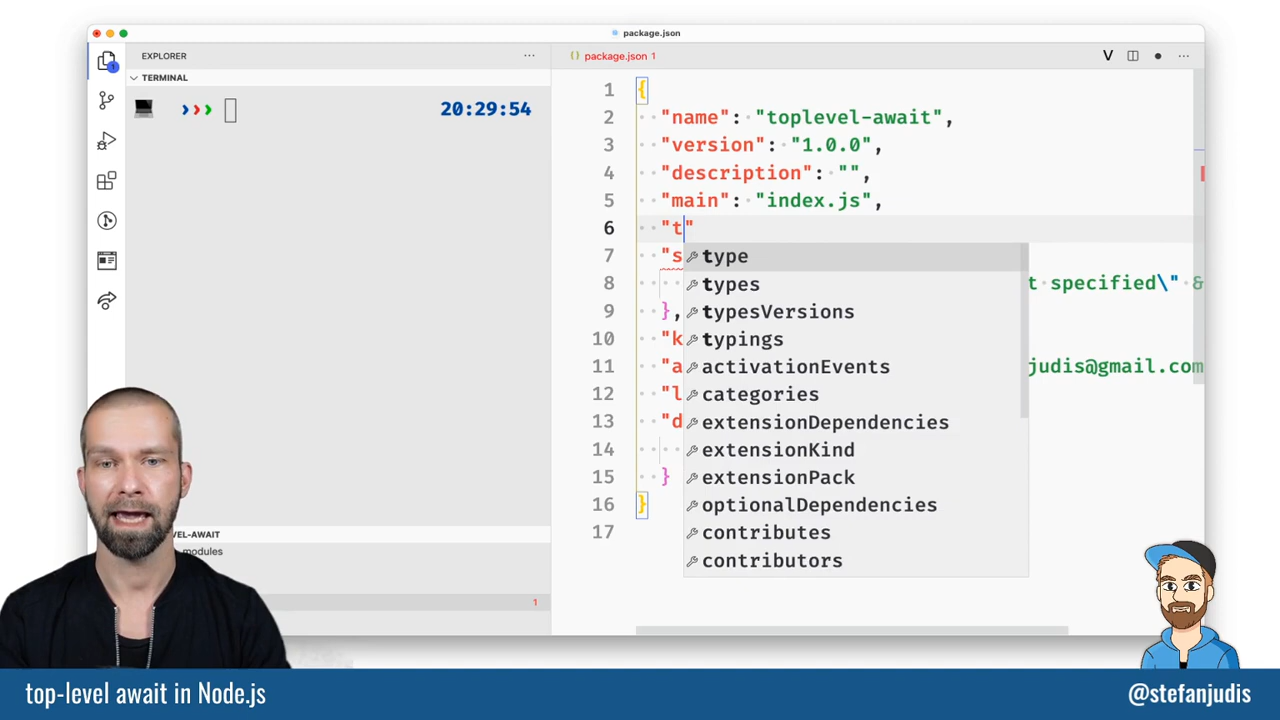 package.json
EXPLORER
TERMINAL
20:29:54
VEL-AWAIT
modules
1
package.json 1
1 {
2 "name": "toplevel-await",
3 "version": "1.0.0",
4 "description": "",
5 "main": "index.js",
6 "t"
7 "s
8 t specified\" &
9 },
10 "k
11 "a judis@gmail.com
12 "l
13 "d
14
15 }
16 }
17
type
types
typesVersions
typings
activationEvents
categories
extensionDependencies
extensionKind
extensionPack
optionalDependencies
contributes
contributors
top-level await in Node.js
@stefanjudis